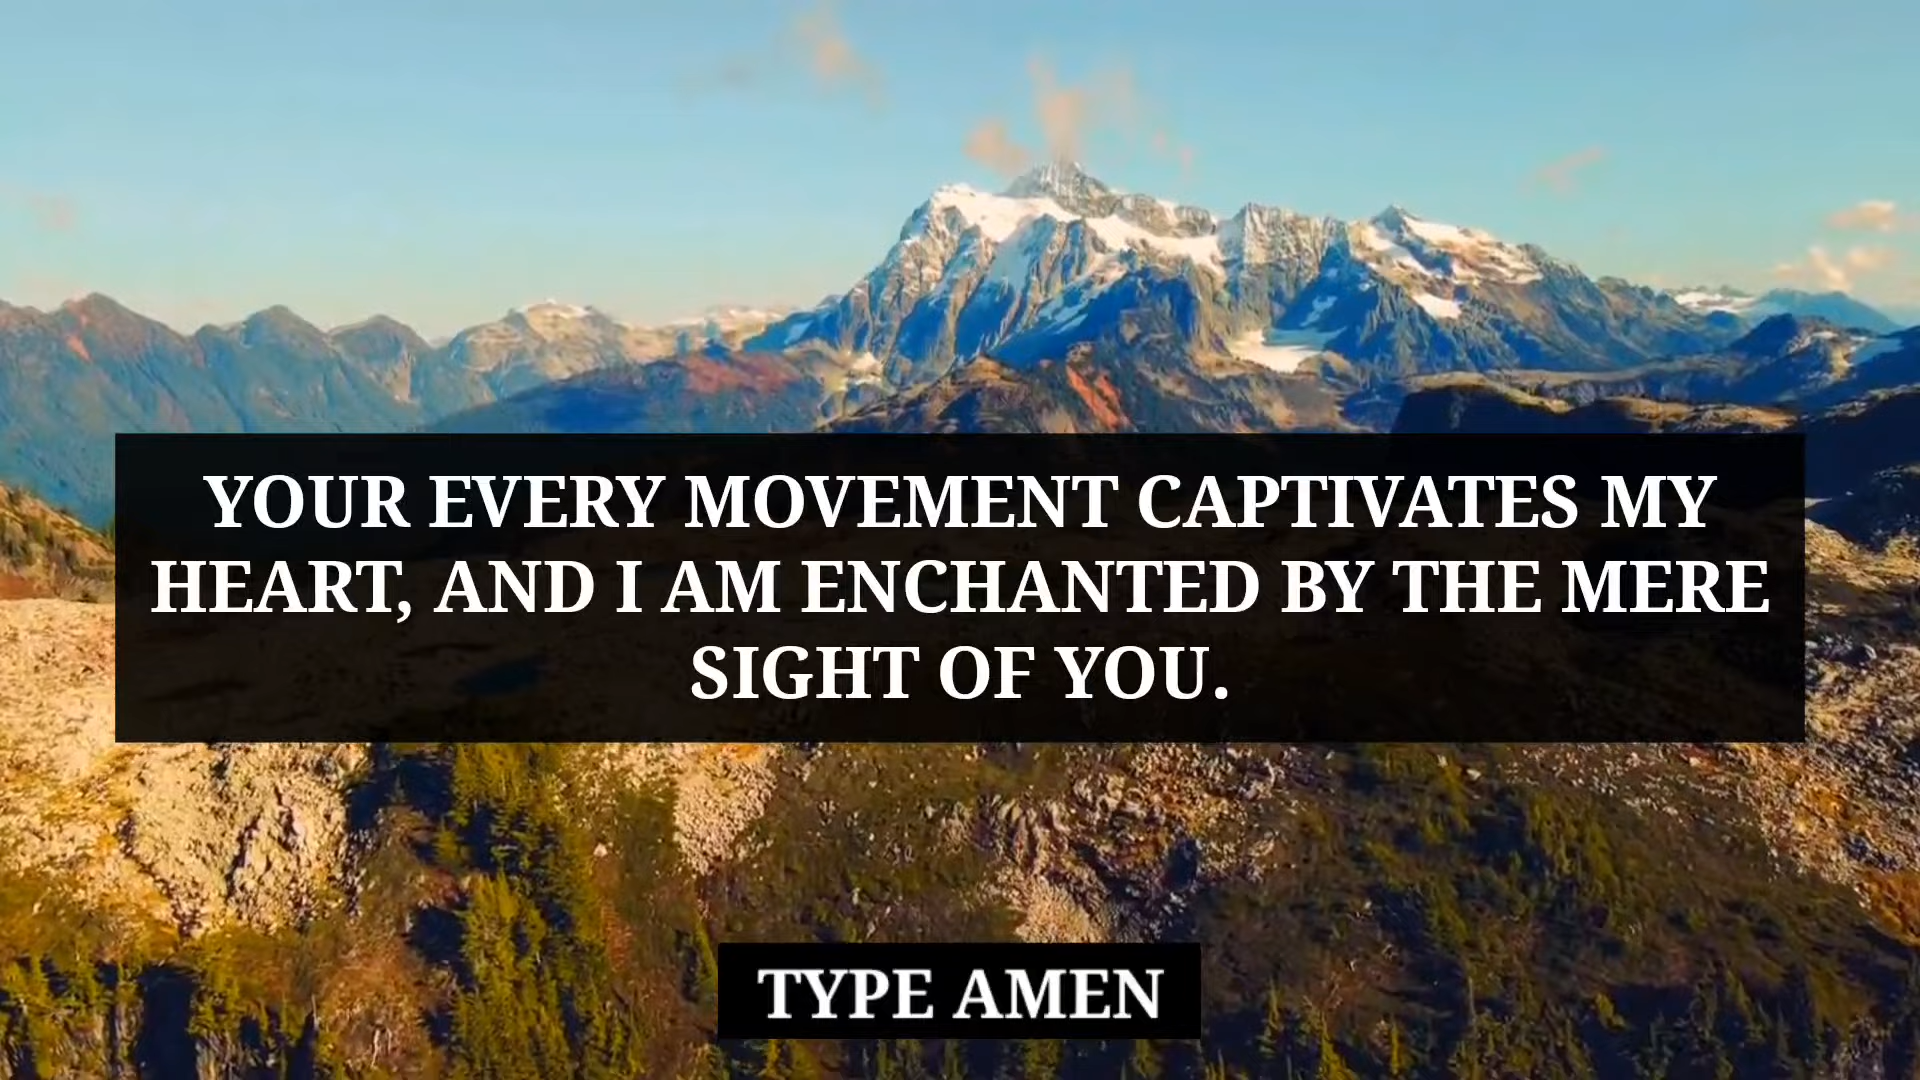 YOUR EVERY MOVEMENT CAPTIVATES MY
HEART, AND I AM ENCHANTED BY THE MERE
SIGHT OF YOU.
TYPE AMEN